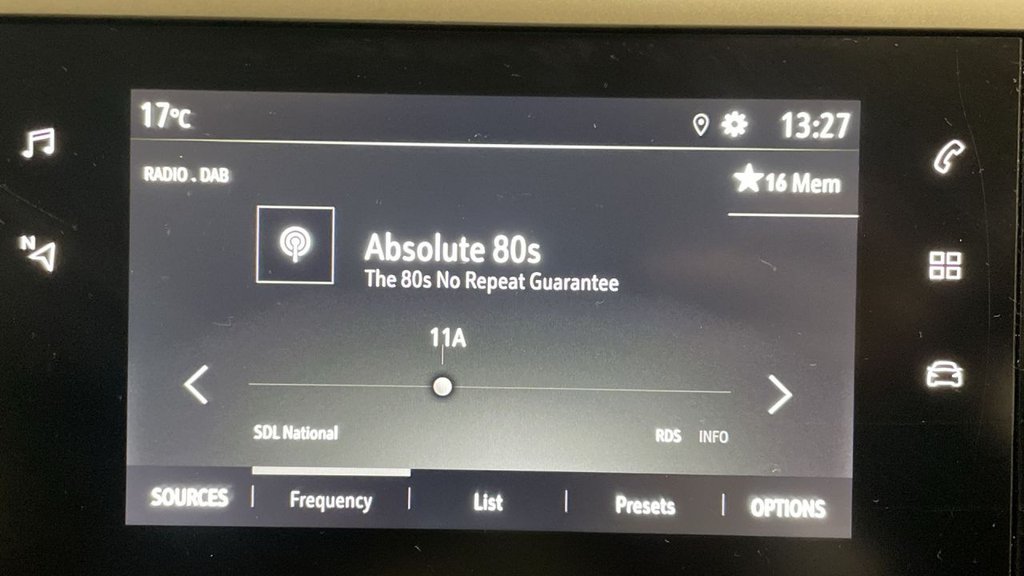 17°C 13:27
RADIO . DAB
16 Mem
N
Absolute 80s
The 80s No Repeat Guarantee
11A
SDL National RDS INFO
SOURCES Frequency List Presets OPTIONS